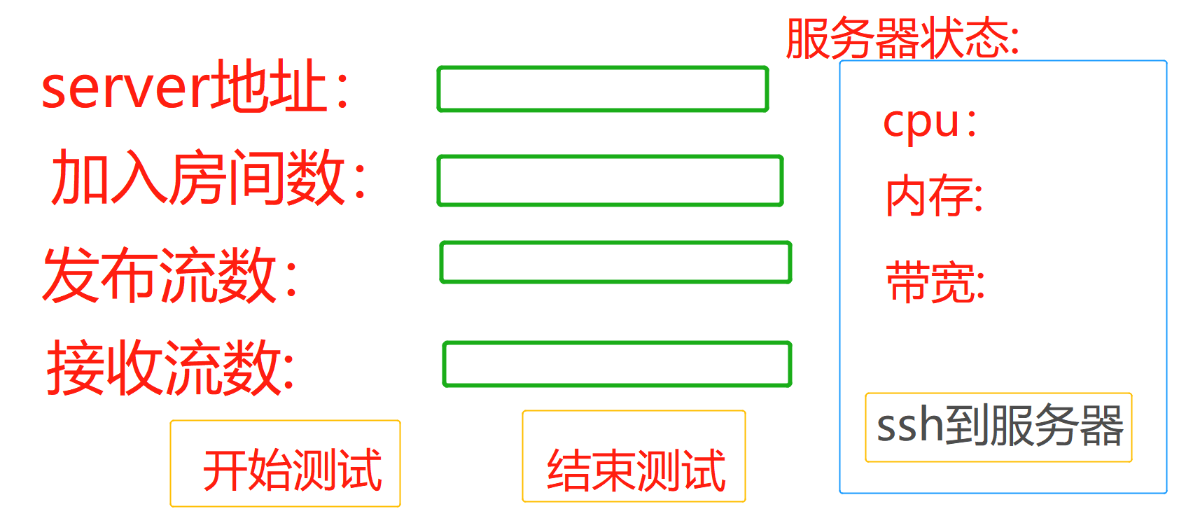 服务器状态:
server地址：
cpu：
加入房间数：
内存:
发布流数：
带宽:
接收流数:
ssh到服务器
开始测试
结束测试